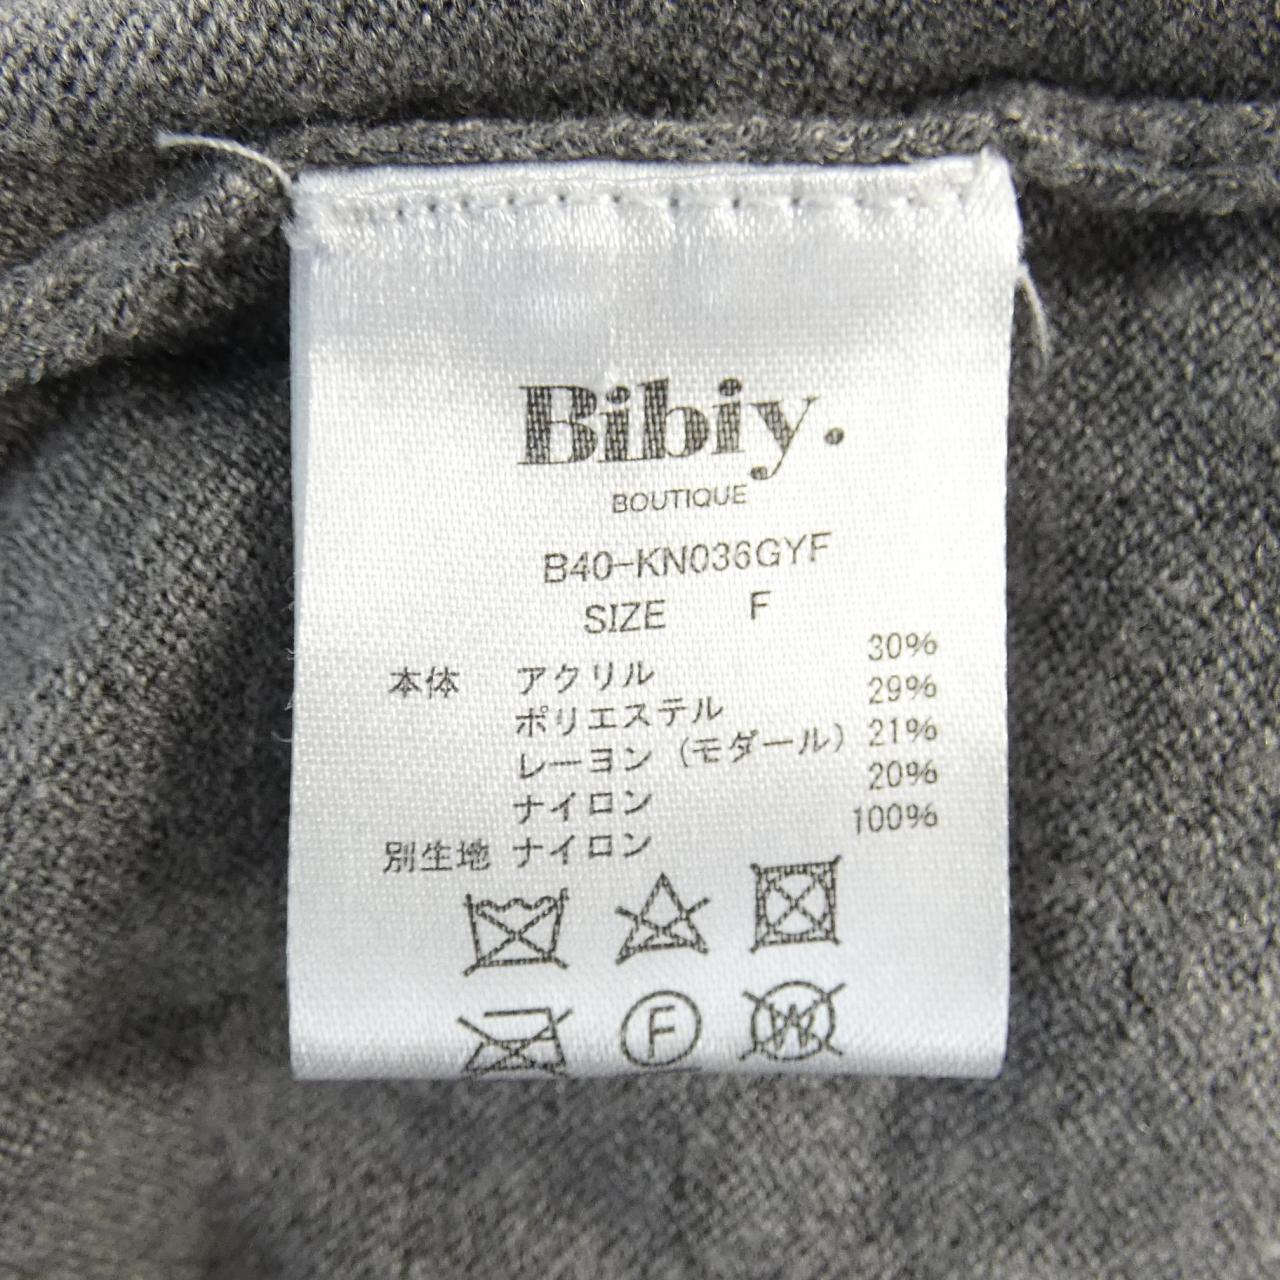 Bibiy.
BOUTIQUE
B40-KN036GYF
SIZE F
本体 アクリル 30%
ポリエステル 29%
レーヨン（モダール） 21%
ナイロン 20%
別生地 ナイロン 100%
F
W